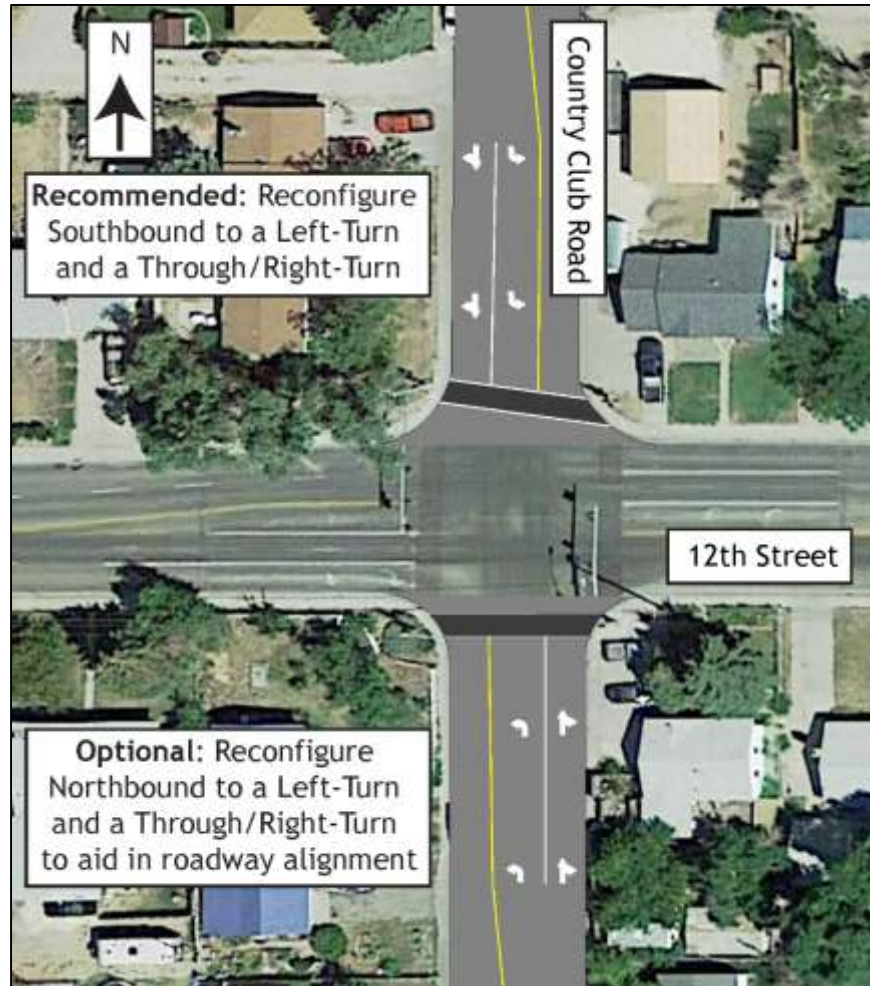 N
Country Club Road
Recommended: Reconfigure
Southbound to a Left-Turn
and a Through/Right-Turn
12th Street
Optional: Reconfigure
Northbound to a Left-Turn
and a Through/Right-Turn
to aid in roadway alignment